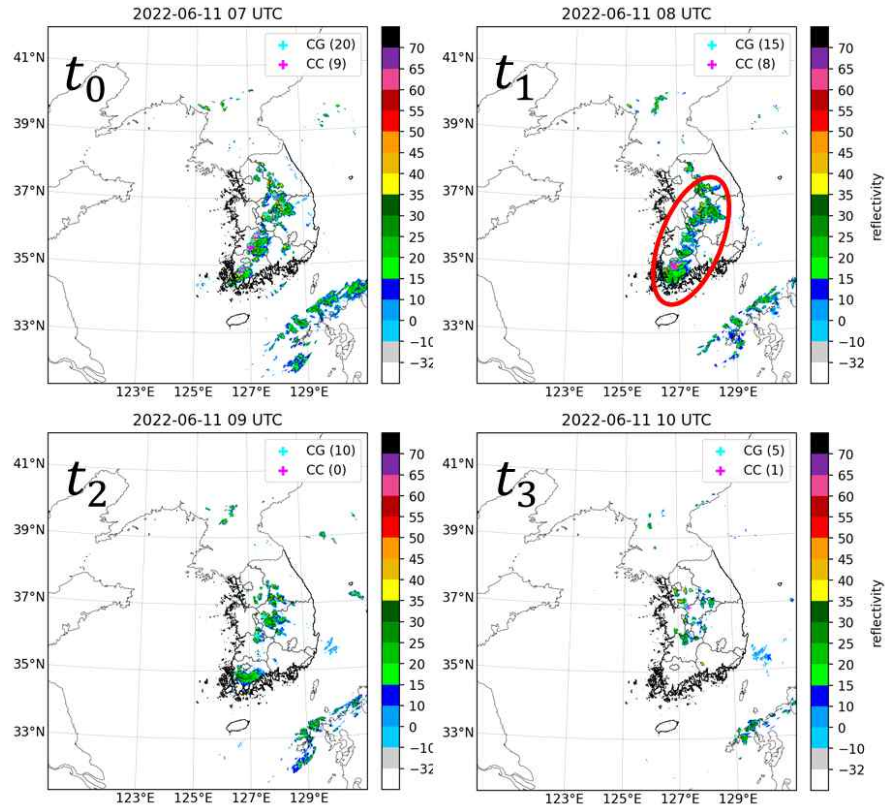 2022-06-11 07 UTC
t0
CG (20)
CC (9)
41°N
39°N
37°N
35°N
33°N
123°E 125°E 127°E 129°E
70
65
60
55
50
45
40
35
30
25
20
15
10
0
−10
−32
2022-06-11 08 UTC
t1
CG (15)
CC (8)
41°N
39°N
37°N
35°N
33°N
123°E 125°E 127°E 129°E
70
65
60
55
50
45
40
35
30
25
20
15
10
0
−10
−32
reflectivity
2022-06-11 09 UTC
t2
CG (10)
CC (0)
41°N
39°N
37°N
35°N
33°N
123°E 125°E 127°E 129°E
70
65
60
55
50
45
40
35
30
25
20
15
10
0
−10
−32
2022-06-11 10 UTC
t3
CG (5)
CC (1)
41°N
39°N
37°N
35°N
33°N
123°E 125°E 127°E 129°E
70
65
60
55
50
45
40
35
30
25
20
15
10
0
−10
−32
reflectivity